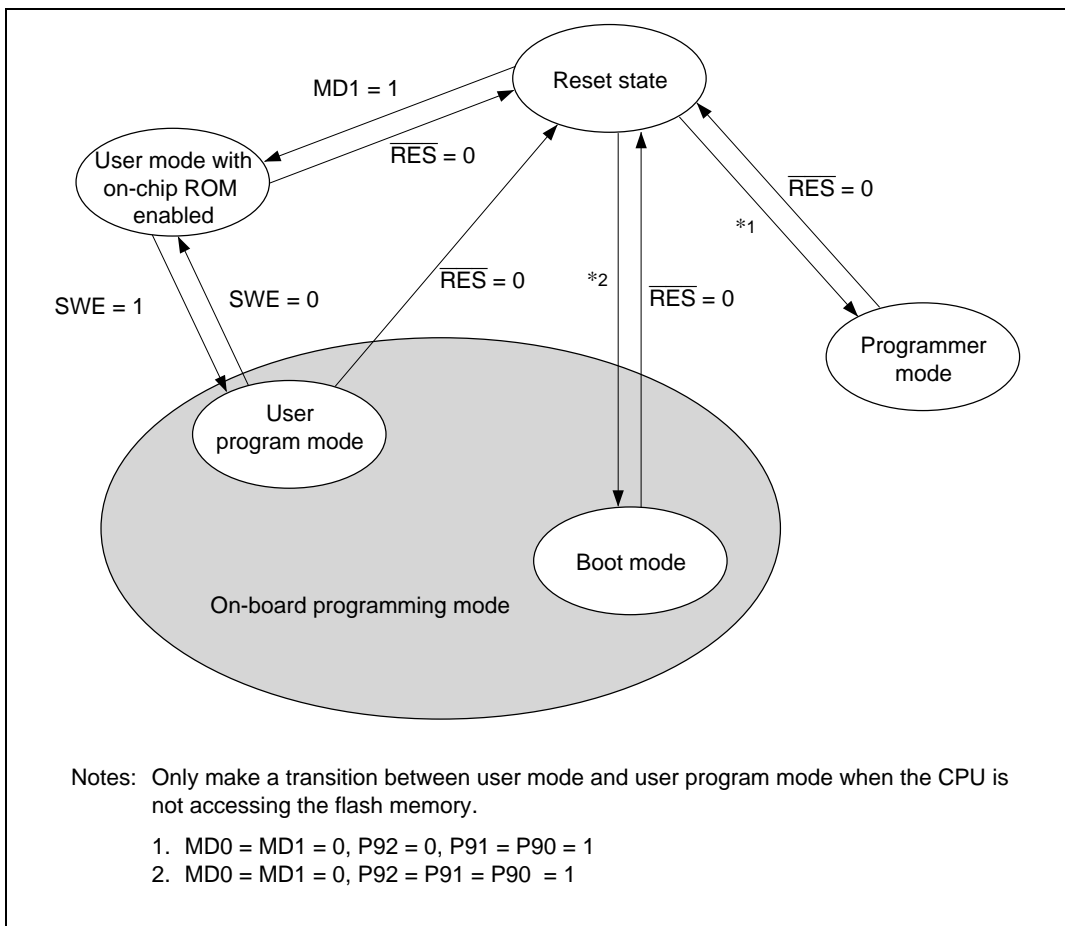 Reset state
MD1 = 1
RES = 0
User mode with
on-chip ROM
enabled
RES = 0
*1
RES = 0
*2
RES = 0
SWE = 1
SWE = 0
Programmer
mode
User
program mode
Boot mode
On-board programming mode
Notes: Only make a transition between user mode and user program mode when the CPU is
not accessing the flash memory.
1. MD0 = MD1 = 0, P92 = 0, P91 = P90 = 1
2. MD0 = MD1 = 0, P92 = P91 = P90 = 1